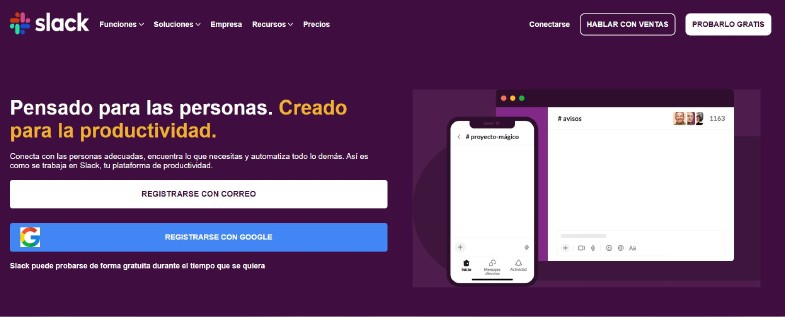 slack
Funciones Soluciones Empresa Recursos Precios
Conectarse HABLAR CON VENTAS PROBARLO GRATIS
Pensado para las personas. Creado
para la productividad.
Conecta con las personas adecuadas, encuentra lo que necesitas y automatiza todo lo demás. Así es
como se trabaja en Slack, tu plataforma de productividad.
REGISTRARSE CON CORREO
REGISTRARSE CON GOOGLE
Slack puede probarse de forma gratuita durante el tiempo que se quiera
# avisos 1163
# proyecto-mágico
Aa
Inicio
Mensajes
directos
Actividad